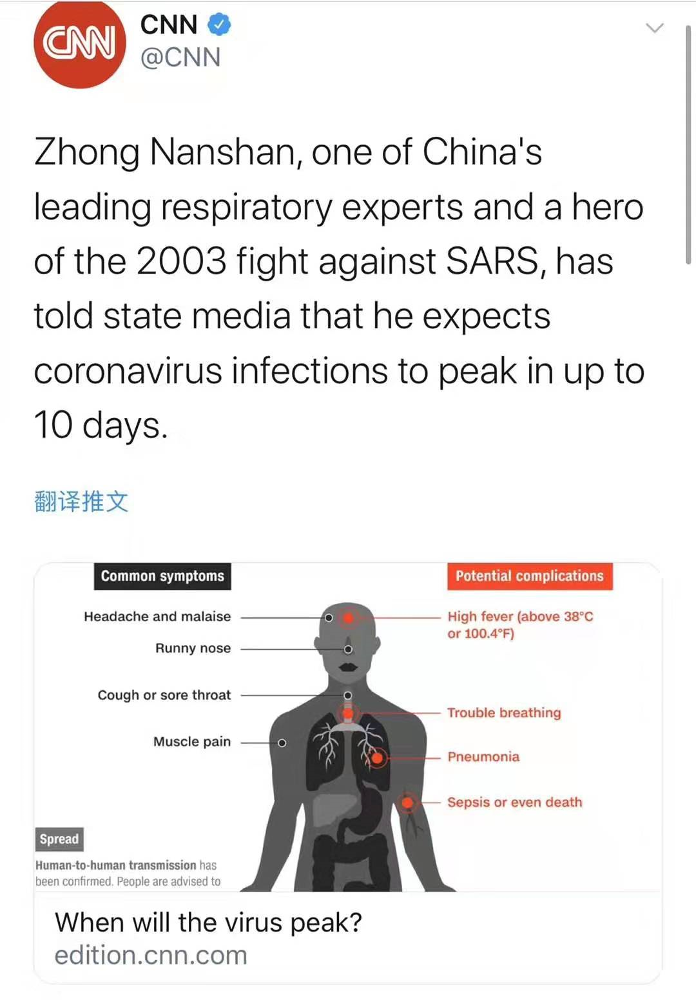 CNN
CNN
@CNN
Zhong Nanshan, one of China's
leading respiratory experts and a hero
of the 2003 fight against SARS, has
told state media that he expects
coronavirus infections to peak in up to
10 days.
翻译推文
Common symptoms
Headache and malaise
Runny nose
Cough or sore throat
Muscle pain
Potential complications
High fever (above 38°C
or 100.4°F)
Trouble breathing
Pneumonia
Sepsis or even death
Spread
Human-to-human transmission has
been confirmed. People are advised to
When will the virus peak?
edition.cnn.com